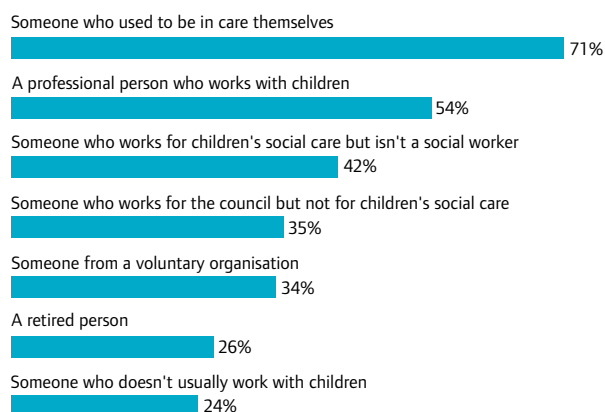 Someone who used to be in care themselves
71%
A professional person who works with children
54%
Someone who works for children's social care but isn't a social worker
42%
Someone who works for the council but not for children's social care
35%
Someone from a voluntary organisation
34%
A retired person
26%
Someone who doesn't usually work with children
24%